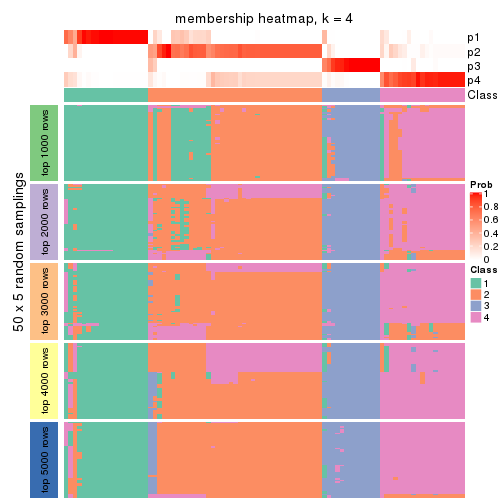 membership heatmap, k = 4
p1
p2
p3
p4
Class
50 x 5 random samplings
top 1000 rows
top 2000 rows
top 3000 rows
top 4000 rows
top 5000 rows
Prob
1
0.8
0.6
0.4
0.2
0
Class
1
2
3
4